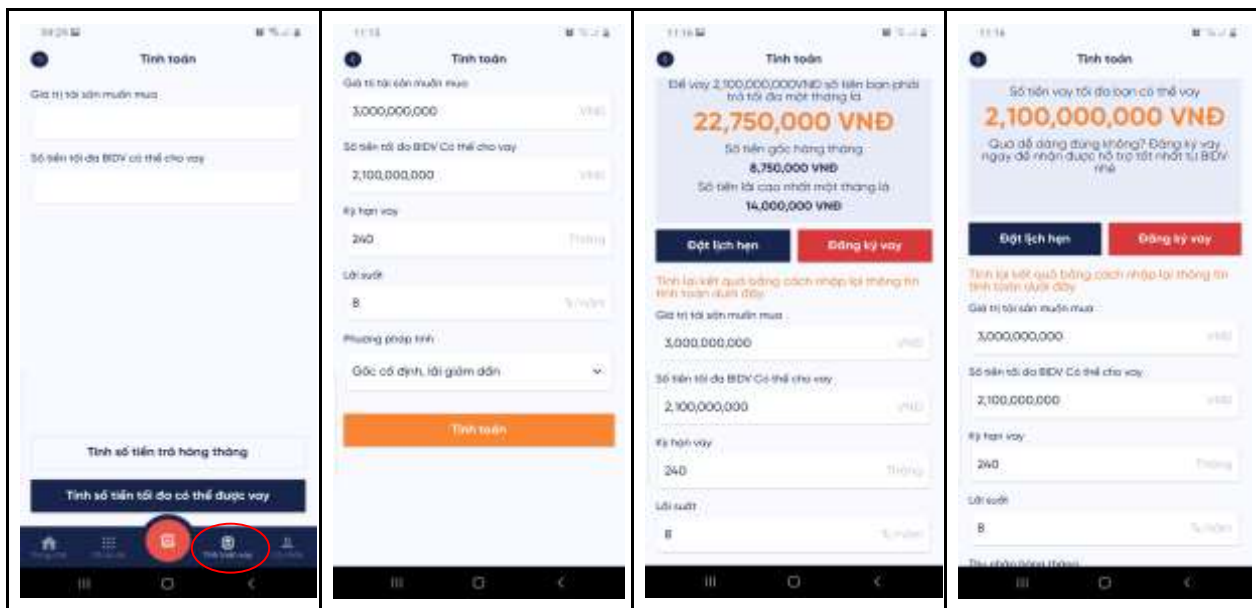 Tính toán
Giá trị tài sản muốn mua
Số tiền tối đa BIDV có thể cho vay
Tính số tiền trả hàng tháng
Tính số tiền tối đa có thể được vay
11:15
Tính toán
Giá trị tài sản muốn mua
3,000,000,000 VNĐ
Số tiền tối đa BIDV Có thể cho vay
2,100,000,000 VNĐ
Kỳ hạn vay
240 Tháng
Lãi suất
8 %/năm
Phương pháp tính
Gốc cố định, lãi giảm dần
Tính toán
11:16
Tính toán
Để vay 2,100,000,000VNĐ số tiền bạn phải
trả tối đa một tháng là
22,750,000 VNĐ
Số tiền gốc hàng tháng
8,750,000 VNĐ
Số tiền lãi cao nhất một tháng là
14,000,000 VNĐ
Đặt lịch hẹn Đăng ký vay
Tính lại kết quả bằng cách nhập lại thông tin
tính toán dưới đây
Giá trị tài sản muốn mua
3,000,000,000 VNĐ
Số tiền tối đa BIDV Có thể cho vay
2,100,000,000 VNĐ
Kỳ hạn vay
240 Tháng
Lãi suất
8 %/năm
11:16
Tính toán
Số tiền vay tối đa bạn có thể vay
2,100,000,000 VNĐ
Quá dễ dàng đúng không? Đăng ký vay
ngay để nhận được hỗ trợ tốt nhất từ BIDV
nhé
Đặt lịch hẹn Đăng ký vay
Tính lại kết quả bằng cách nhập lại thông tin
tính toán dưới đây
Giá trị tài sản muốn mua
3,000,000,000 VNĐ
Số tiền tối đa BIDV Có thể cho vay
2,100,000,000 VNĐ
Kỳ hạn vay
240 Tháng
Lãi suất
8 %/năm
Thu nhập hàng tháng